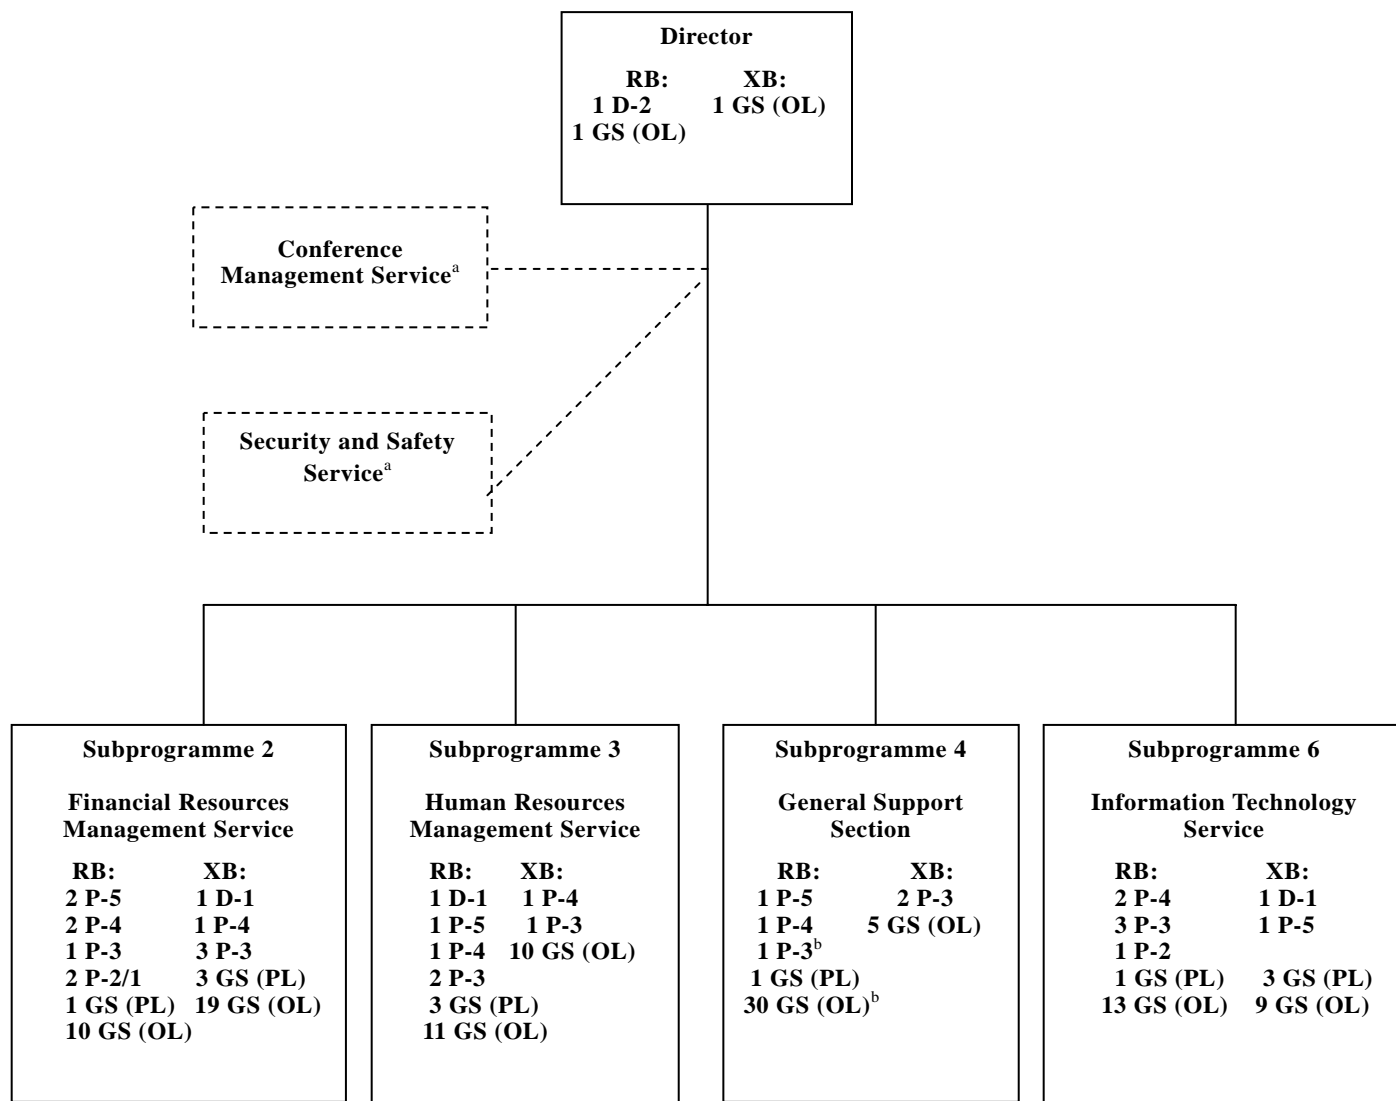 Director
RB: XB:
1 D-2 1 GS (OL)
1 GS (OL)
Conference
Management Serviceᵃ
Security and Safety
Serviceᵃ
Subprogramme 2
Financial Resources
Management Service
RB: XB:
2 P-5 1 D-1
2 P-4 1 P-4
1 P-3 3 P-3
2 P-2/1 3 GS (PL)
1 GS (PL) 19 GS (OL)
10 GS (OL)
Subprogramme 3
Human Resources
Management Service
RB: XB:
1 D-1 1 P-4
1 P-5 1 P-3
1 P-4 10 GS (OL)
2 P-3
3 GS (PL)
11 GS (OL)
Subprogramme 4
General Support
Section
RB: XB:
1 P-5 2 P-3
1 P-4 5 GS (OL)
1 P-3ᵇ
1 GS (PL)
30 GS (OL)ᵇ
Subprogramme 6
Information Technology
Service
RB: XB:
2 P-4 1 D-1
3 P-3 1 P-5
1 P-2
1 GS (PL) 3 GS (PL)
13 GS (OL) 9 GS (OL)